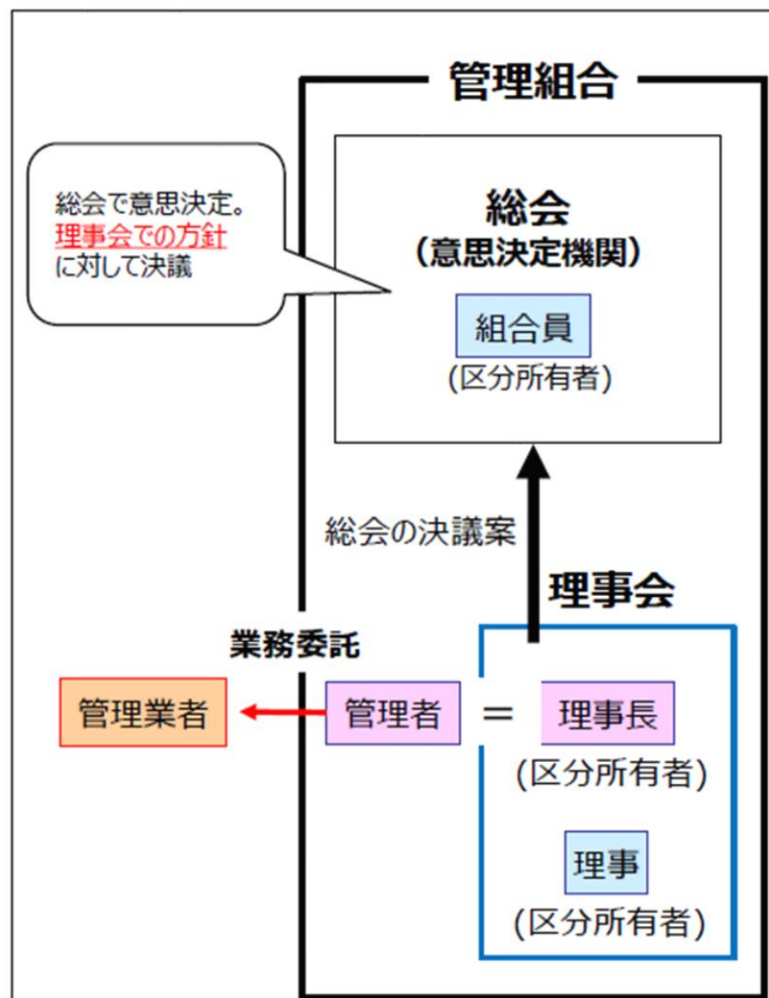 管理組合
総会で意思決定。
理事会での方針
に対して決議
総会
（意思決定機関）
組合員
(区分所有者)
総会の決議案
理事会
業務委託
管理業者
管理者
＝
理事長
(区分所有者)
理事
(区分所有者)